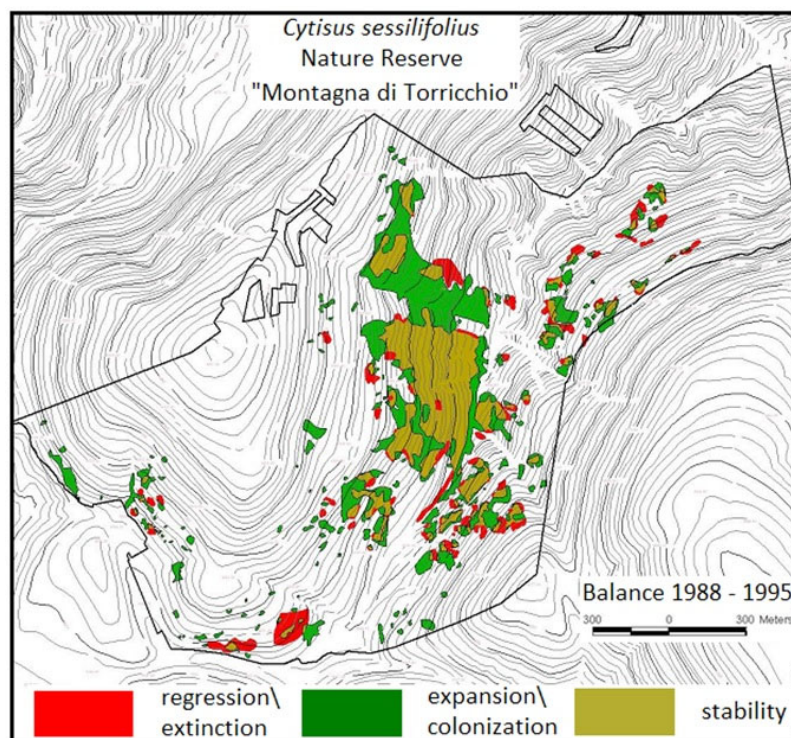 Cytisus sessilifolius
Nature Reserve
"Montagna di Torricchio"
Balance 1988 - 1995
300 0 300 Meters
regression\
extinction
expansion\
colonization
stability